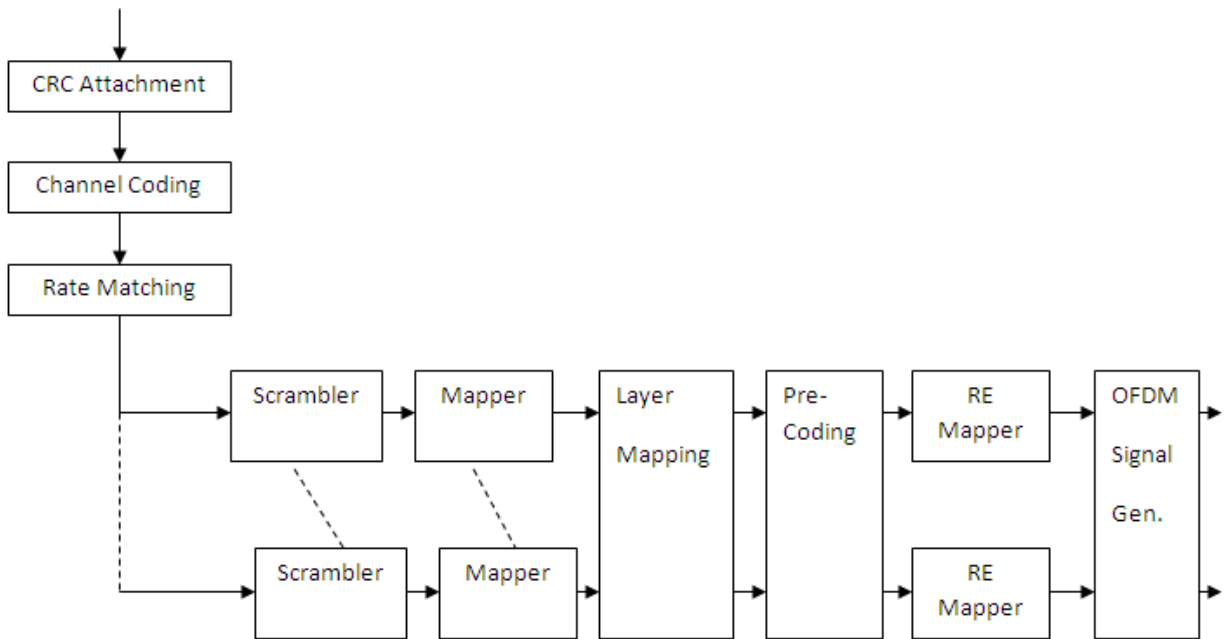 CRC Attachment
Channel Coding
Rate Matching
Scrambler
Mapper
Layer
Mapping
Pre-
Coding
RE
Mapper
OFDM
Signal
Gen.
Scrambler
Mapper
RE
Mapper